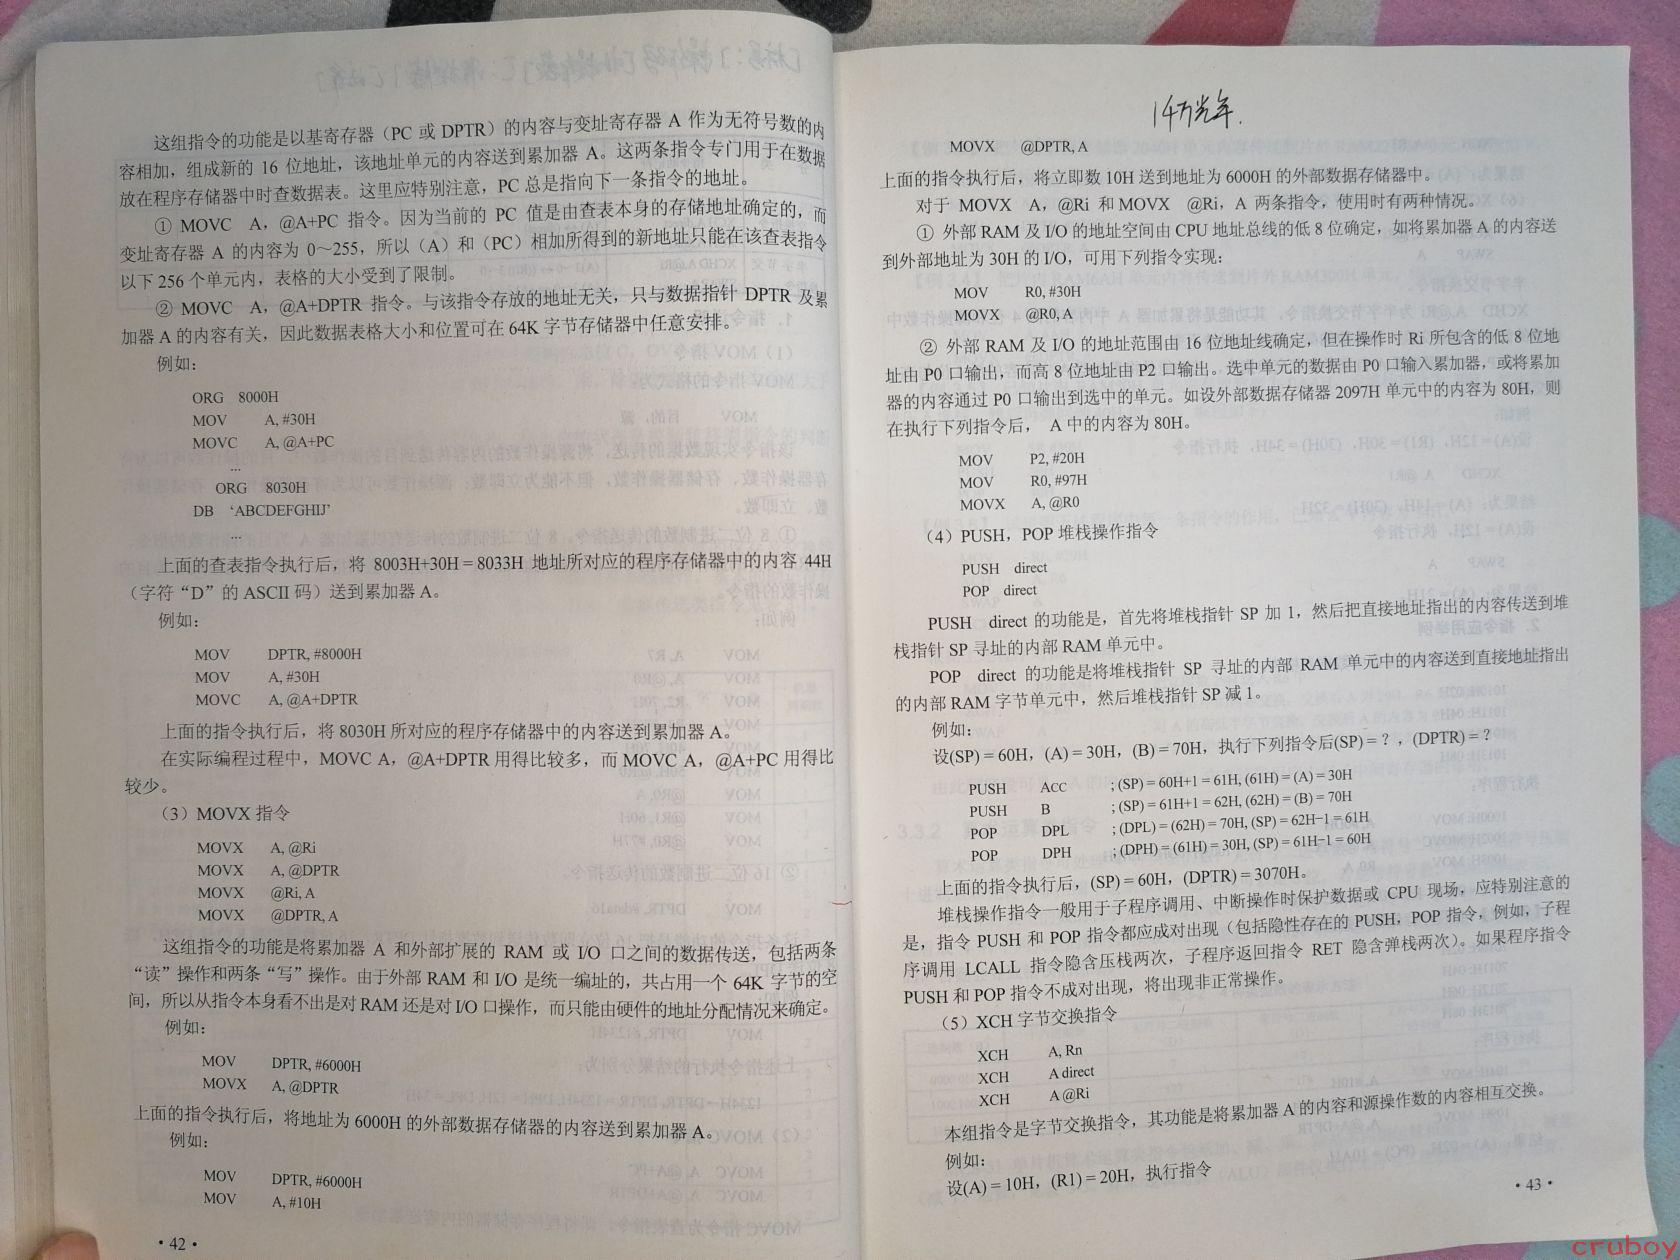 这组指令的功能是以基寄存器（PC 或 DPTR）的内容与变址寄存器 A 作为无符号数的内
容相加，组成新的 16 位地址，该地址单元的内容送到累加器 A。这两条指令专门用于在数据
放在程序存储器中时查数据表。这里应特别注意，PC 总是指向下一条指令的地址。
① MOVC A，@A+PC 指令。因为当前的 PC 值是由查表本身的存储地址确定的，而
变址寄存器 A 的内容为 0～255，所以（A）和（PC）相加所得到的新地址只能在该查表指令
以下 256 个单元内，表格的大小受到了限制。
② MOVC A，@A+DPTR 指令。与该指令存放的地址无关，只与数据指针 DPTR 及累
加器 A 的内容有关，因此数据表格大小和位置可在 64K 字节存储器中任意安排。
例如：
ORG 8000H
MOV A, #30H
MOVC A, @A+PC
...
ORG 8030H
DB ‘ABCDEFGHIJ’
...
上面的查表指令执行后，将 8003H+30H = 8033H 地址所对应的程序存储器中的内容 44H
（字符“D”的 ASCII 码）送到累加器 A。
例如：
MOV DPTR, #8000H
MOV A, #30H
MOVC A, @A+DPTR
上面的指令执行后，将 8030H 所对应的程序存储器中的内容送到累加器 A。
在实际编程过程中，MOVC A，@A+DPTR 用得比较多，而 MOVC A，@A+PC 用得比
较少。
（3）MOVX 指令
MOVX A, @Ri
MOVX A, @DPTR
MOVX @Ri, A
MOVX @DPTR, A
这组指令的功能是将累加器 A 和外部扩展的 RAM 或 I/O 口之间的数据传送，包括两条
“读”操作和两条“写”操作。由于外部 RAM 和 I/O 是统一编址的，共占用一个 64K 字节的空
间，所以从指令本身看不出是对 RAM 还是对 I/O 口操作，而只能由硬件的地址分配情况来确定。
例如：
MOV DPTR, #6000H
MOVX A, @DPTR
上面的指令执行后，将地址为 6000H 的外部数据存储器的内容送到累加器 A。
例如：
MOV DPTR, #6000H
MOV A, #10H
·42·
1千万光年.
MOVX @DPTR, A
上面的指令执行后，将立即数 10H 送到地址为 6000H 的外部数据存储器中。
对于 MOVX A，@Ri 和 MOVX @Ri，A 两条指令，使用时有两种情况。
① 外部 RAM 及 I/O 的地址空间由 CPU 地址总线的低 8 位确定，如将累加器 A 的内容送
到外部地址为 30H 的 I/O，可用下列指令实现：
MOV R0, #30H
MOVX @R0, A
② 外部 RAM 及 I/O 的地址范围由 16 位地址线确定，但在操作时 Ri 所包含的低 8 位地
址由 P0 口输出，而高 8 位地址由 P2 口输出。选中单元的数据由 P0 口输入累加器，或将累加
器的内容通过 P0 口输出到选中的单元。如设外部数据存储器 2097H 单元中的内容为 80H，则
在执行下列指令后， A 中的内容为 80H。
MOV P2, #20H
MOV R0, #97H
MOVX A, @R0
（4）PUSH，POP 堆栈操作指令
PUSH direct
POP direct
PUSH direct 的功能是，首先将堆栈指针 SP 加 1，然后把直接地址指出的内容传送到堆
栈指针 SP 寻址的内部 RAM 单元中。
POP direct 的功能是将堆栈指针 SP 寻址的内部 RAM 单元中的内容送到直接地址指出
的内部 RAM 字节单元中，然后堆栈指针 SP 减 1。
例如：
设(SP) = 60H，(A) = 30H，(B) = 70H，执行下列指令后(SP) = ？，(DPTR) = ？
PUSH ACC ; (SP) = 60H+1 = 61H, (61H) = (A) = 30H
PUSH B ; (SP) = 61H+1 = 62H, (62H) = (B) = 70H
POP DPL ; (DPL) = (62H) = 70H, (SP) = 62H−1 = 61H
POP DPH ; (DPH) = (61H) = 30H, (SP) = 61H−1 = 60H
上面的指令执行后，(SP) = 60H，(DPTR) = 3070H。
堆栈操作指令一般用于子程序调用、中断操作时保护数据或 CPU 现场，应特别注意的
是，指令 PUSH 和 POP 指令都应成对出现（包括隐性存在的 PUSH，POP 指令，例如，子程
序调用 LCALL 指令隐含压栈两次，子程序返回指令 RET 隐含弹栈两次）。如果程序指令
PUSH 和 POP 指令不成对出现，将出现非正常操作。
（5）XCH 字节交换指令
XCH A, Rn
XCH A direct
XCH A @Ri
本组指令是字节交换指令，其功能是将累加器 A 的内容和源操作数的内容相互交换。
例如：
设(A) = 10H，(R1) = 20H，执行指令
·43·
cruboy